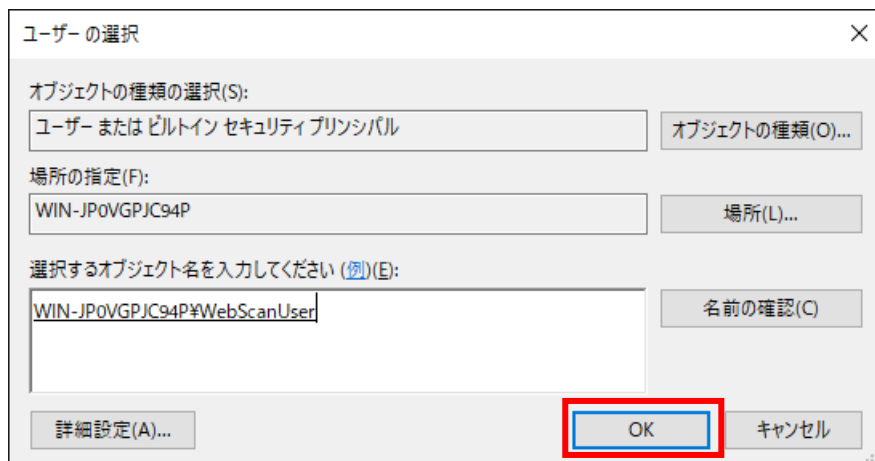 ユーザー の選択
オブジェクトの種類の選択(S):
ユーザー または ビルトイン セキュリティ プリンシパル
オブジェクトの種類(O)...
場所の指定(F):
WIN-JP0VGPJC94P
場所(L)...
選択するオブジェクト名を入力してください (例)(E):
WIN-JP0VGPJC94P¥WebScanUser
名前の確認(C)
詳細設定(A)...
OK
キャンセル